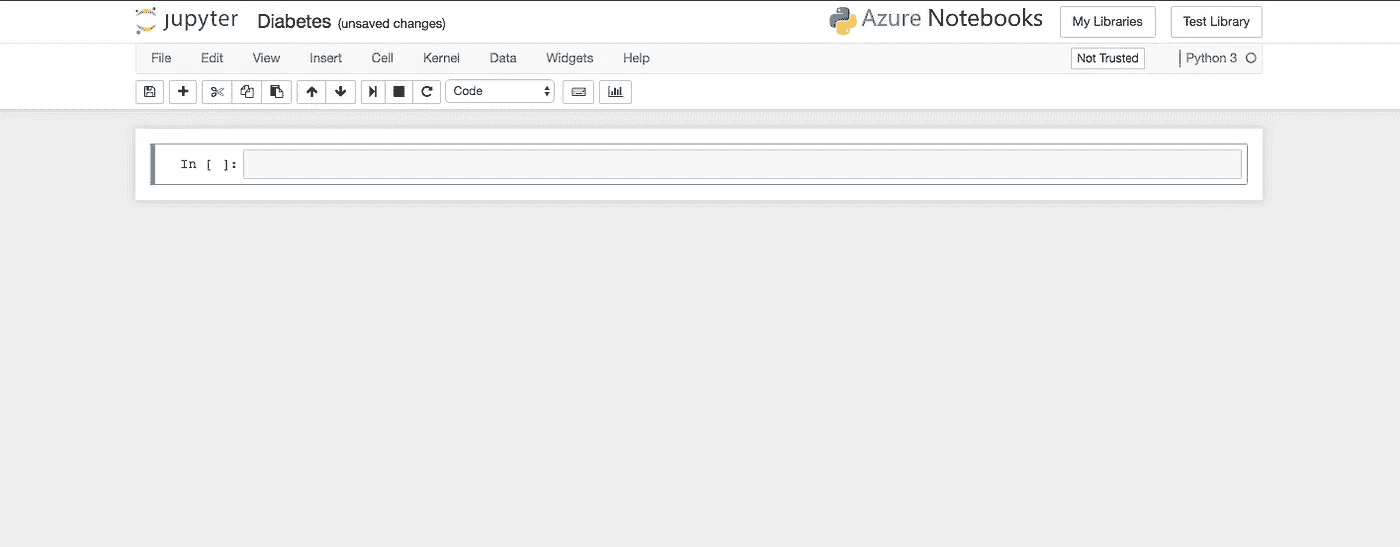 jupyter Diabetes (unsaved changes) Azure Notebooks My Libraries Test Library
File Edit View Insert Cell Kernel Data Widgets Help Not Trusted Python 3
Code
In [ ]: